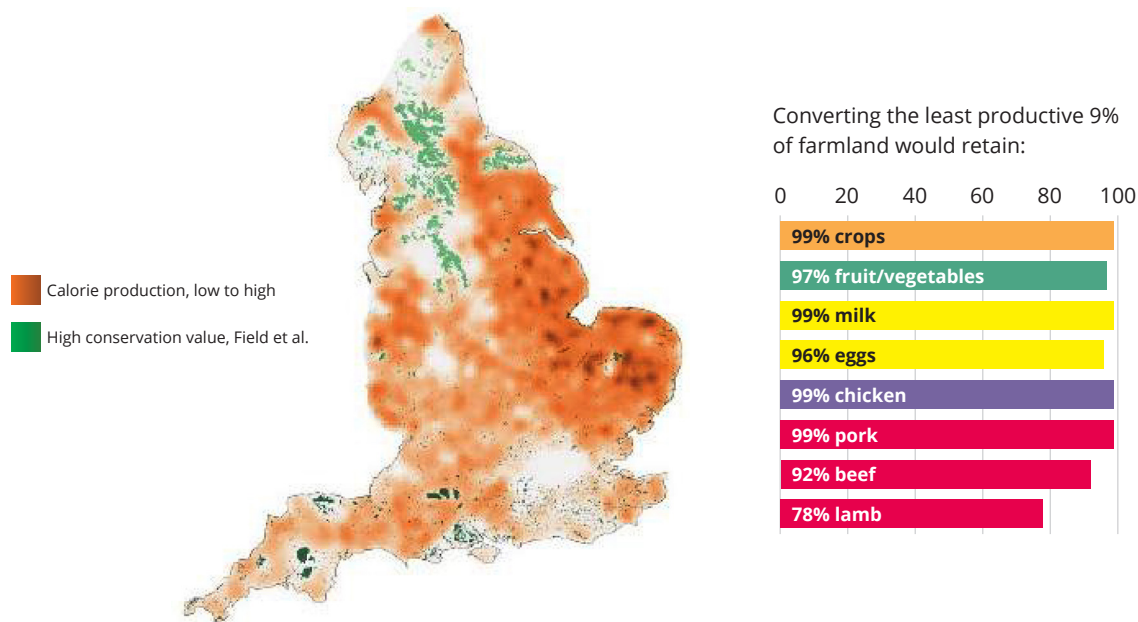 Calorie production, low to high
High conservation value, Field et al.
Converting the least productive 9%
of farmland would retain:
0 20 40 60 80 100
99% crops
97% fruit/vegetables
99% milk
96% eggs
99% chicken
99% pork
92% beef
78% lamb